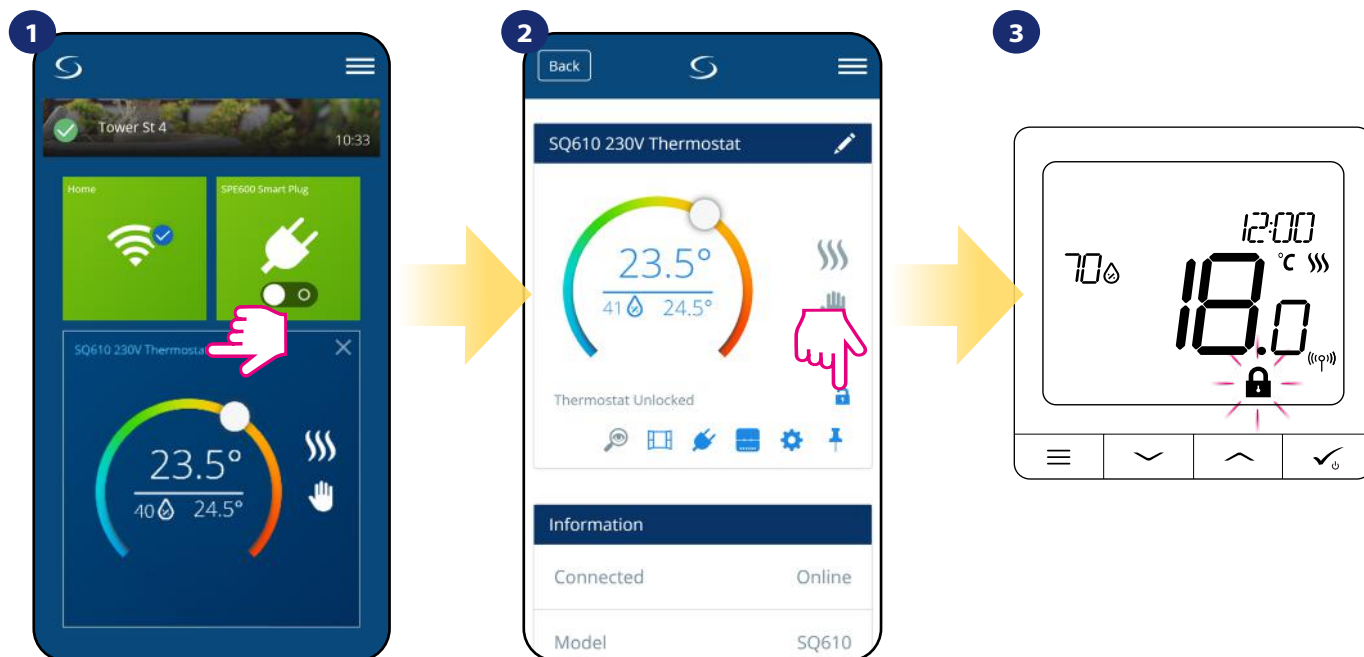 1
Tower St 4
10:33
Home
SPE600 Smart Plug
SQ610 230V Thermosta
23.5°
40 24.5°
2
Back
SQ610 230V Thermostat
23.5°
41 24.5°
Thermostat Unlocked
Information
Connected Online
Model SQ610
3
12:00
70
°C
18.0